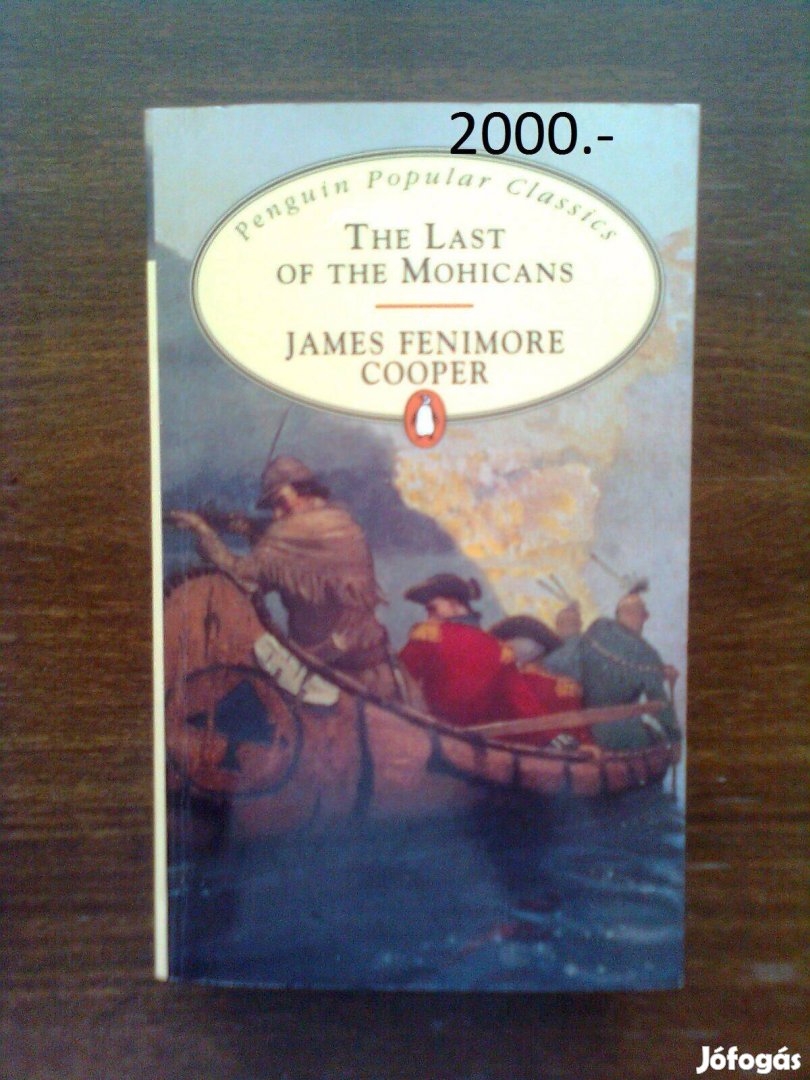 2000.-
Penguin Popular Classics
THE LAST
OF THE MOHICANS
JAMES FENIMORE
COOPER
Jófogás